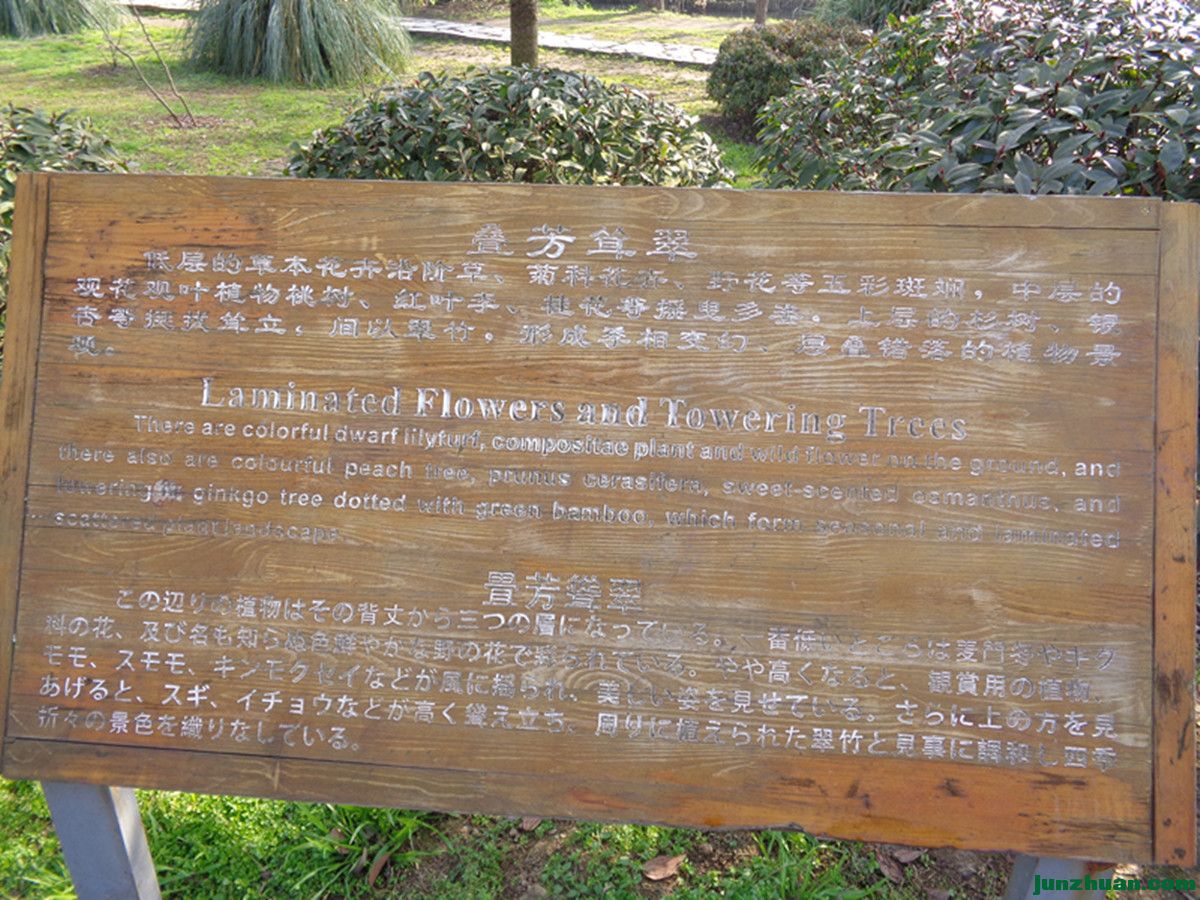 叠芳耸翠
低层的草本花卉沿阶草、菊科花卉、野花等五彩斑斓，中层的
观花观叶植物桃树、红叶李、桂花等摇曳多姿，上层的杉树、银
杏等挺拔耸立，间以翠竹，形成季相变幻、层叠错落的植物景
致。
Laminated Flowers and Towering Trees
There are colorful dwarf lilyturf, compositae plant and wild flower on the ground, and
there also are colourful peach tree, prunus cerasifera, sweet-scented osmanthus, and
towering ginkgo tree dotted with green bamboo, which form seasonal and laminated
scattered plant landscape.
畳芳聳翠
この辺りの植物はその背丈から三つの層になっている。一番低いところは麦門冬やキク
科の花、及び名も知らぬ色鮮やかな野の花で彩られている。やや高くなると、観賞用の植物、
モモ、スモモ、キンモクセイなどが風に揺られ、美しい姿を見せている。さらに上の方を見
あげると、スギ、イチョウなどが高く聳え立ち、周りに植えられた翠竹と見事に調和し四季
折々の景色を織りなしている。
junzhuan.com